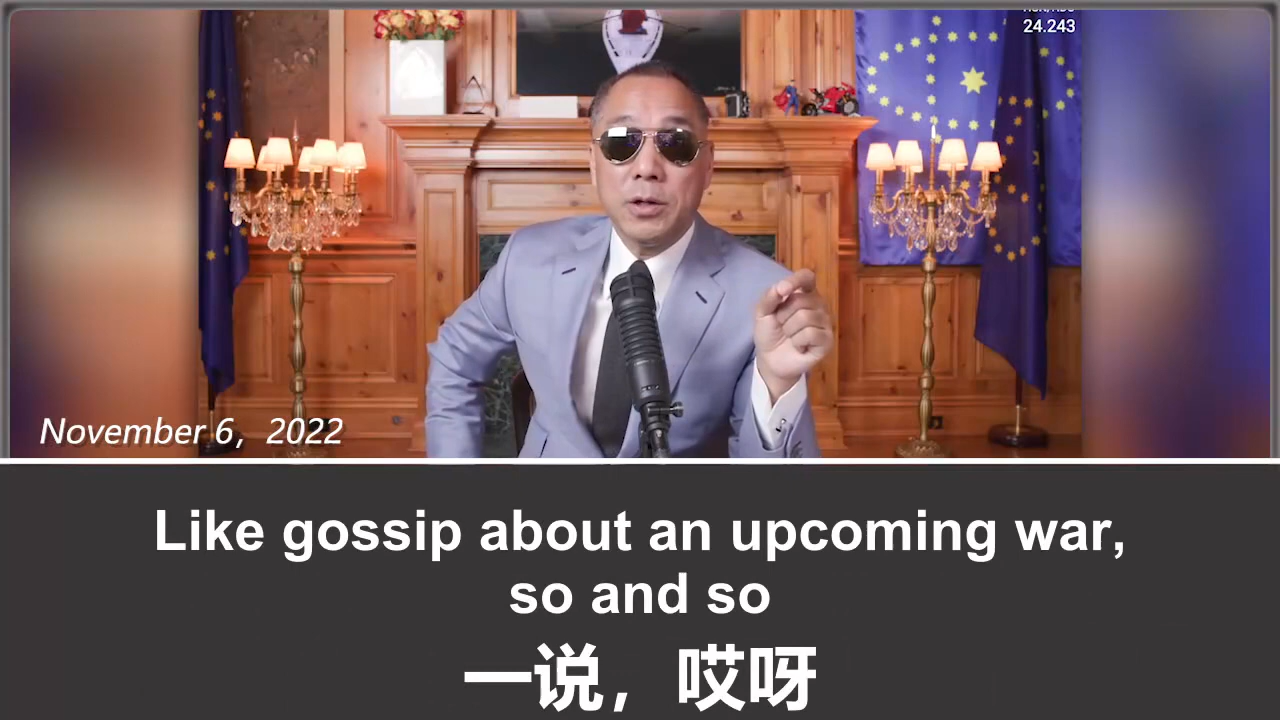 24.243
November 6，2022
Like gossip about an upcoming war,
so and so
一说，哎呀